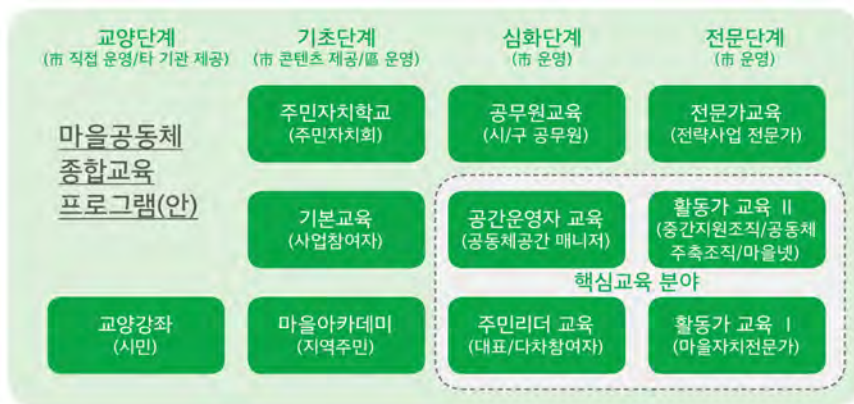 교양단계
(市 직접 운영/타 기관 제공)
기초단계
(市 콘텐츠 제공/區 운영)
심화단계
(市 운영)
전문단계
(市 운영)
마을공동체
종합교육
프로그램(안)
주민자치학교
(주민자치회)
공무원교육
(시/구 공무원)
전문가교육
(전략사업 전문가)
기본교육
(사업참여자)
공간운영자 교육
(공동체공간 매니저)
활동가 교육 Ⅱ
(중간지원조직/공동체
주축조직/마을넷)
핵심교육 분야
교양강좌
(시민)
마을아카데미
(지역주민)
주민리더 교육
(대표/다차참여자)
활동가 교육 Ⅰ
(마을자치전문가)